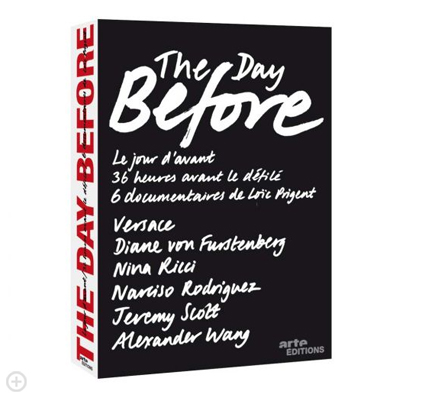 The Day
Before
Le jour d'avant
36 heures avant le défilé
6 documentaires de Loïc Prigent
Versace
Diane von Furstenberg
Nina Ricci
Narciso Rodriguez
Jeremy Scott
Alexander Wang
arte
EDITIONS
THE DAY BEFORE